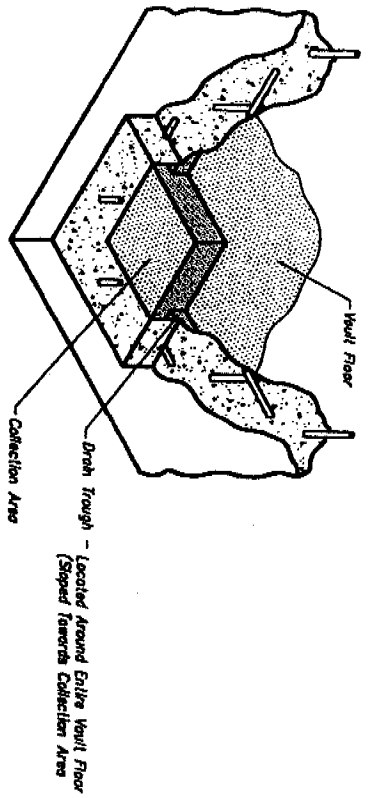 Vault Floor
Drain Trough - Located Around Entire Vault Floor
(Sloped Towards Collection Area
Collection Area